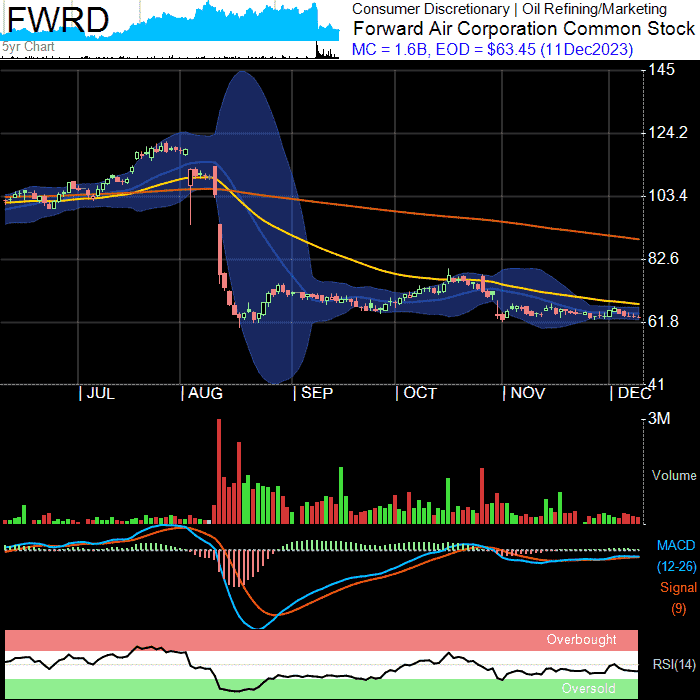 FWRD
5yr Chart
Consumer Discretionary | Oil Refining/Marketing
Forward Air Corporation Common Stock
MC = 1.6B, EOD = $63.45 (11Dec2023)
145
124.2
103.4
82.6
61.8
41
| JUL | AUG | SEP | OCT | NOV | DEC
3M
Volume
MACD
(12-26)
Signal
(9)
Overbought
RSI(14)
Oversold